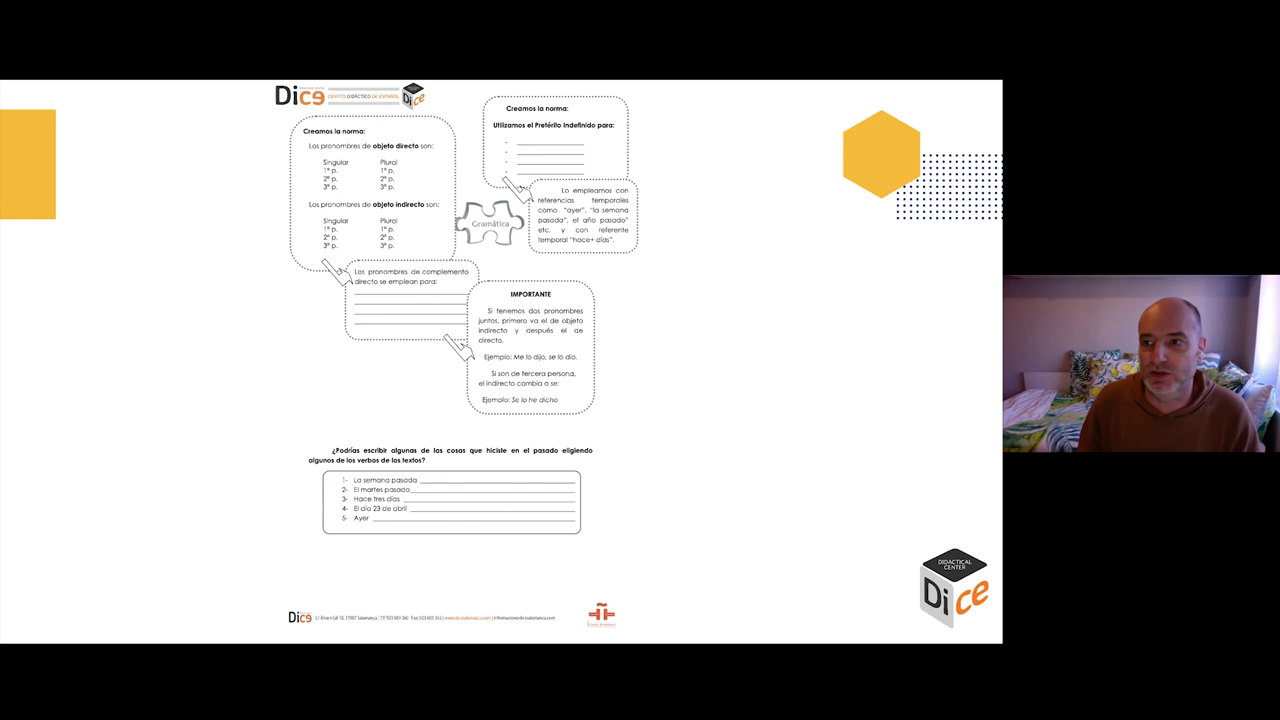 Dice CENTRO DIDÁCTICO DE ESPAÑOL Dice
Creamos la norma:
Los pronombres de objeto directo son:
Singular Plural
1ª p. 1ª p.
2ª p. 2ª p.
3ª p. 3ª p.
Los pronombres de objeto indirecto son:
Singular Plural
1ª p. 1ª p.
2ª p. 2ª p.
3ª p. 3ª p.
Creamos la norma:
Utilizamos el Pretérito Indefinido para:
-
-
-
-
Lo empleamos con
referencias temporales
como "ayer", "la semana
pasada", el año pasado"
etc. y con referente
temporal "hace+ días".
Gramática
Los pronombres de complemento
directo se emplean para:
IMPORTANTE
Si tenemos dos pronombres
juntos, primero va el de objeto
indirecto y después el de
directo.
Ejemplo: Me lo dijo, se lo dio.
Si son de tercera persona,
el indirecto cambia a se:
Ejemplo: Se lo he dicho
¿Podrías escribir algunas de las cosas que hiciste en el pasado eligiendo
algunos de los verbos de los textos?
1- La semana pasada
2- El martes pasado
3- Hace tres días
4- El día 23 de abril
5- Ayer
Dice
DIDACTICAL
CENTER
Dice